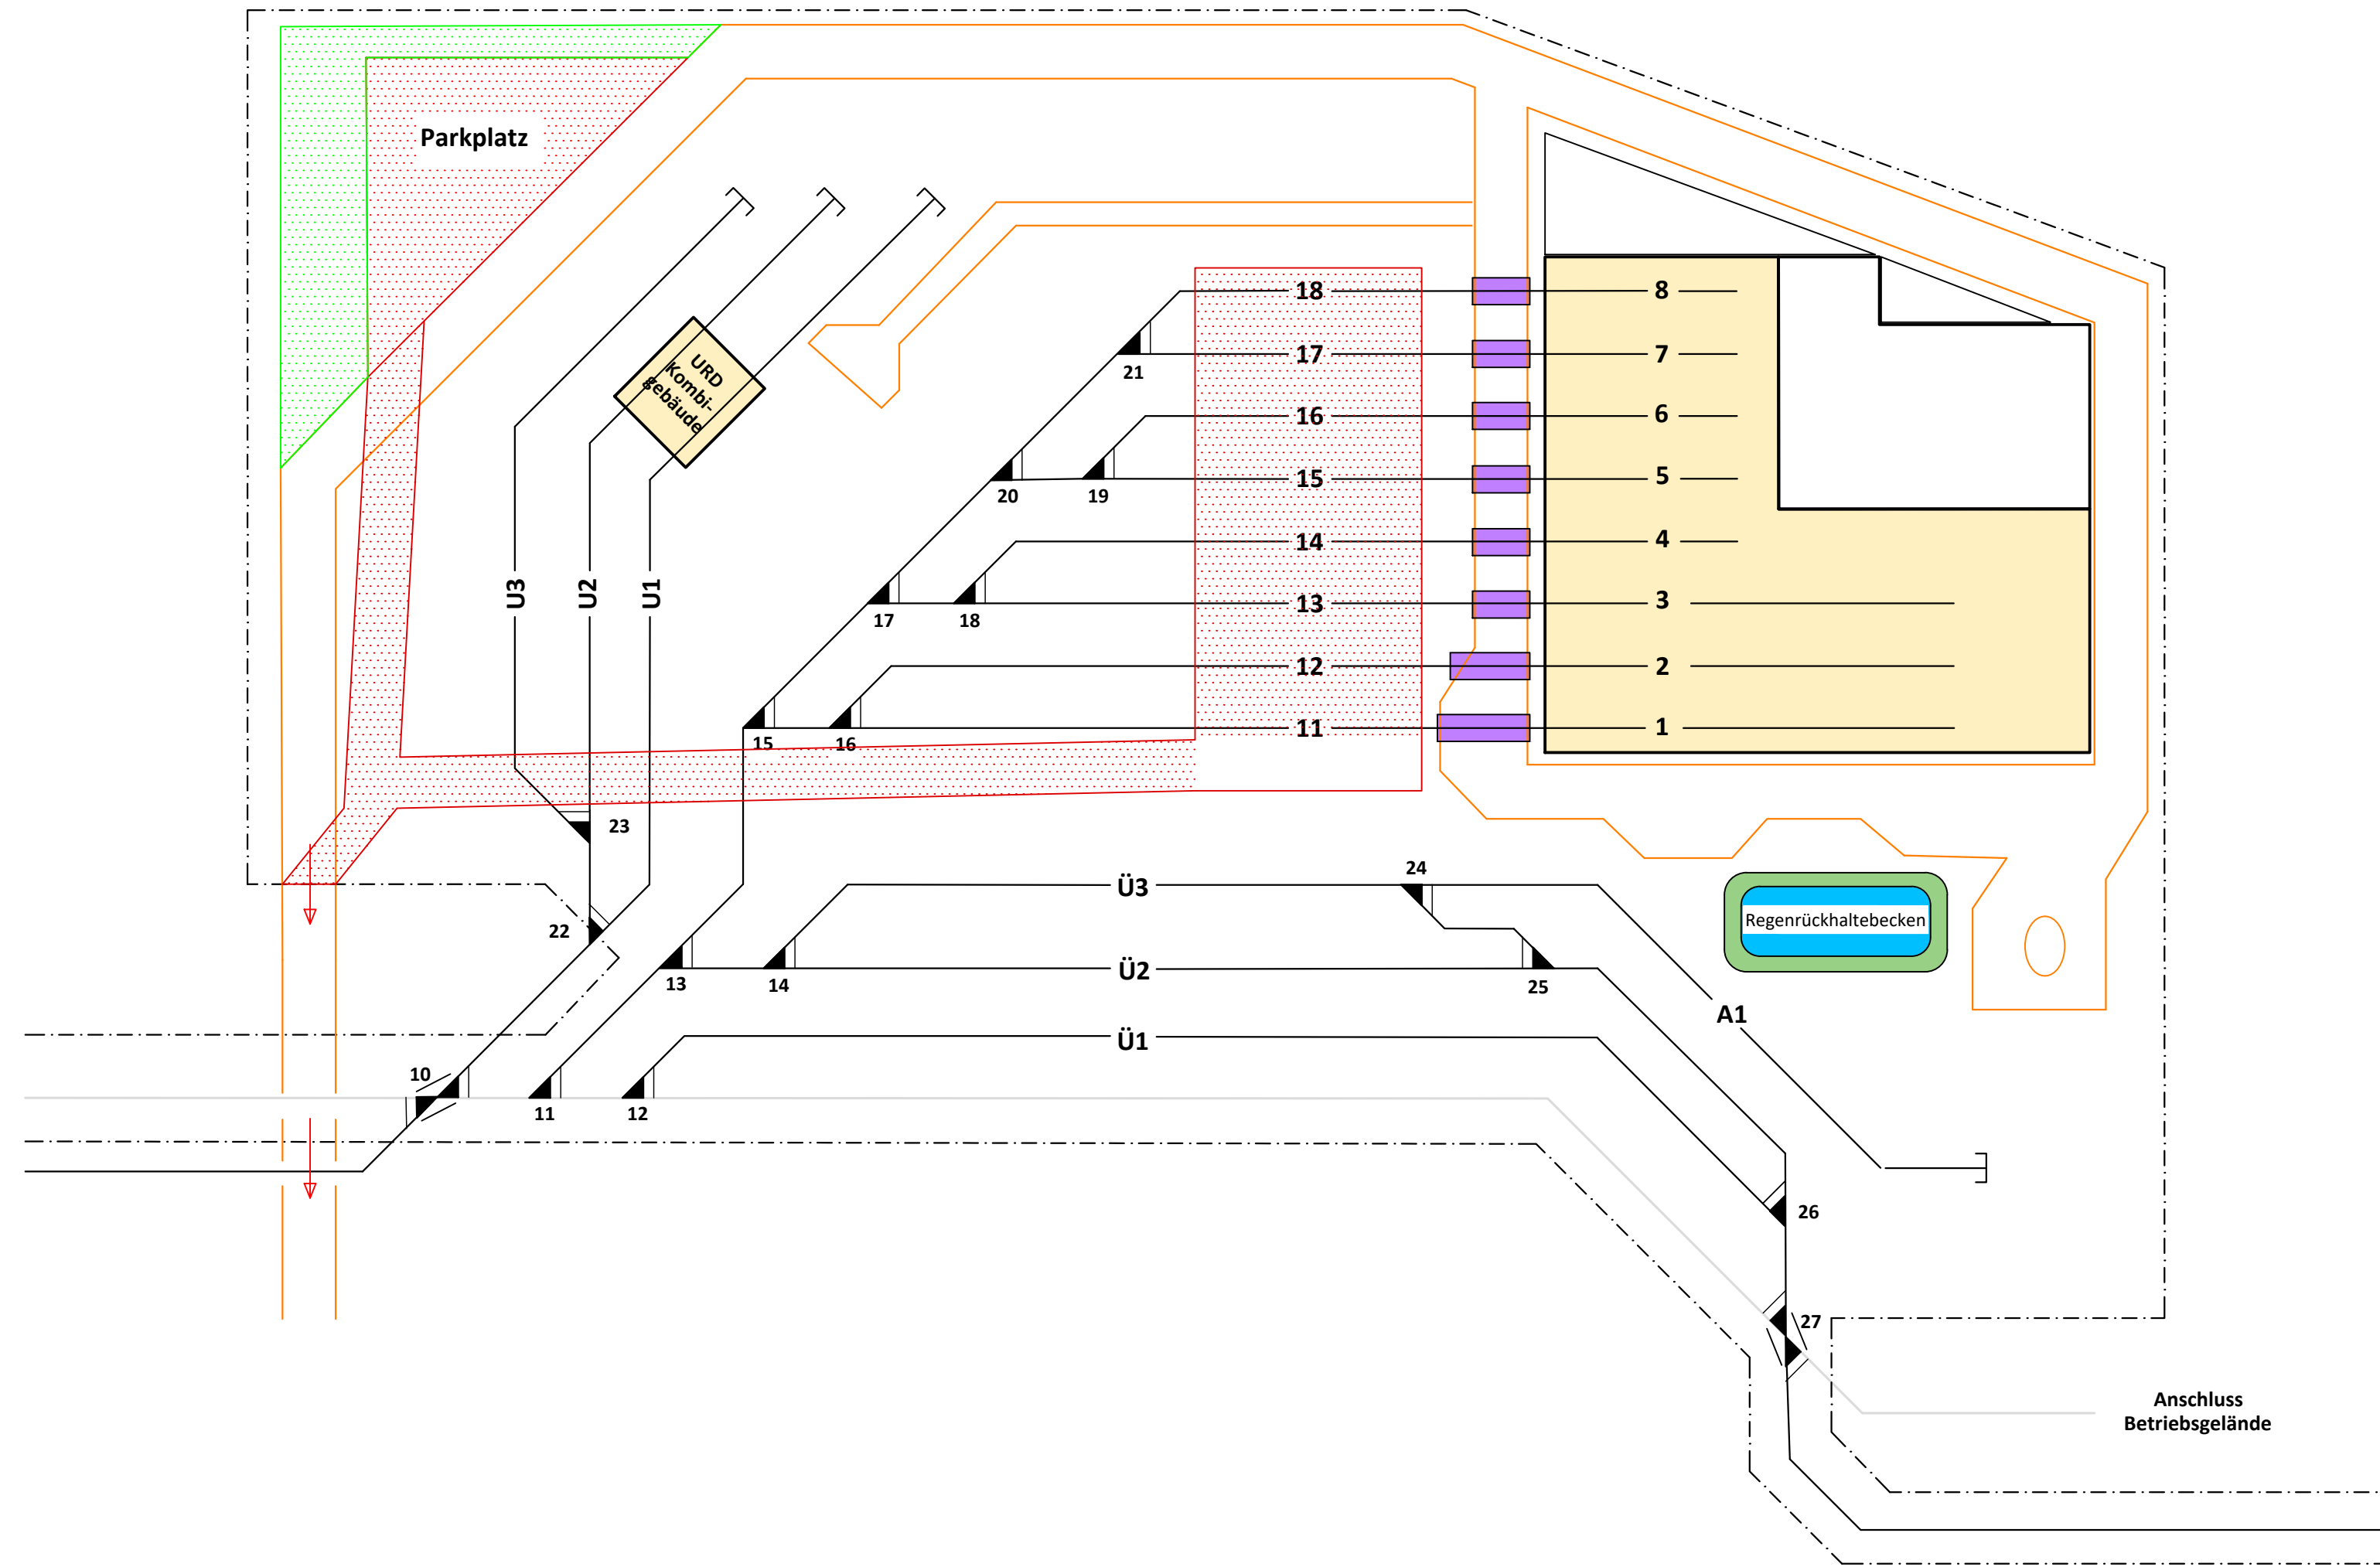 Parkplatz
URD
Kombi-
gebäude
18
8
17
7
21
16
6
20
19
15
5
14
4
U3
U2
U1
17
18
13
3
12
2
15
16
11
1
23
24
22
Ü3
Regenrückhaltebecken
13
14
Ü2
25
A1
Ü1
10
11
12
26
27
Anschluss
Betriebsgelände